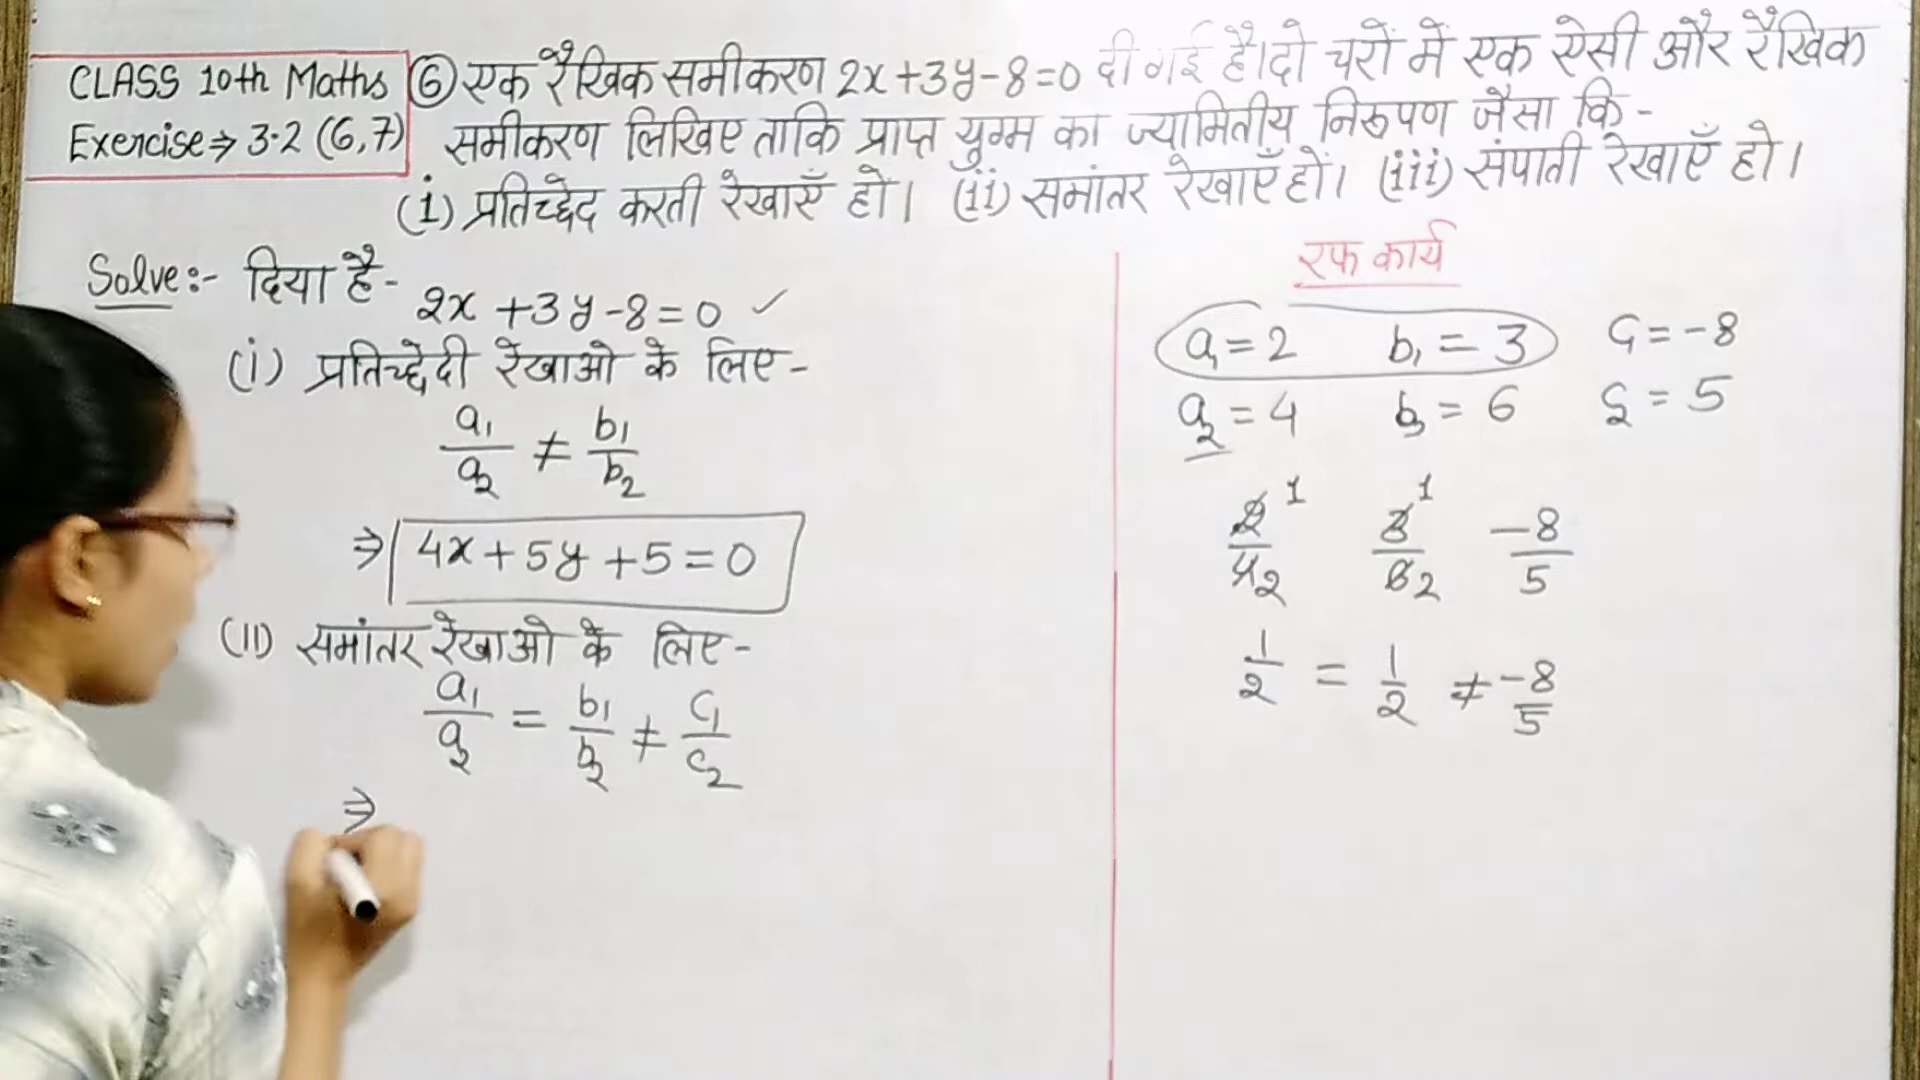 CLASS 10th Maths
Exercise⇒ 3.2 (6,7)
⑥ एक रैखिक समीकरण 2x+3y-8=0 दी गई है। दो चरों में एक ऐसी और रैखिक
समीकरण लिखिए ताकि प्राप्त युग्म का ज्यामितीय निरूपण जैसा कि -
(i) प्रतिच्छेद करती रेखाएँ हो। (ii) समांतर रेखाएँ हों। (iii) संपाती रेखाएँ हो।
Solve:- दिया है-
2x +3y-8=0 ✓
(i) प्रतिच्छेदी रेखाओ के लिए-
a₁/a₂ ≠ b₁/b₂
⇒ 4x+5y+5=0
(II) समांतर रेखाओ के लिए-
a₁/a₂ = b₁/b₂ ≠ c₁/c₂
⇒
रफ कार्य
a₁=2 b₁=3 c₁=-8
a₂=4 b₂=6 c₂=5
2/4 1 2 3/6 1 2 -8/5
1/2 = 1/2 ≠ -8/5